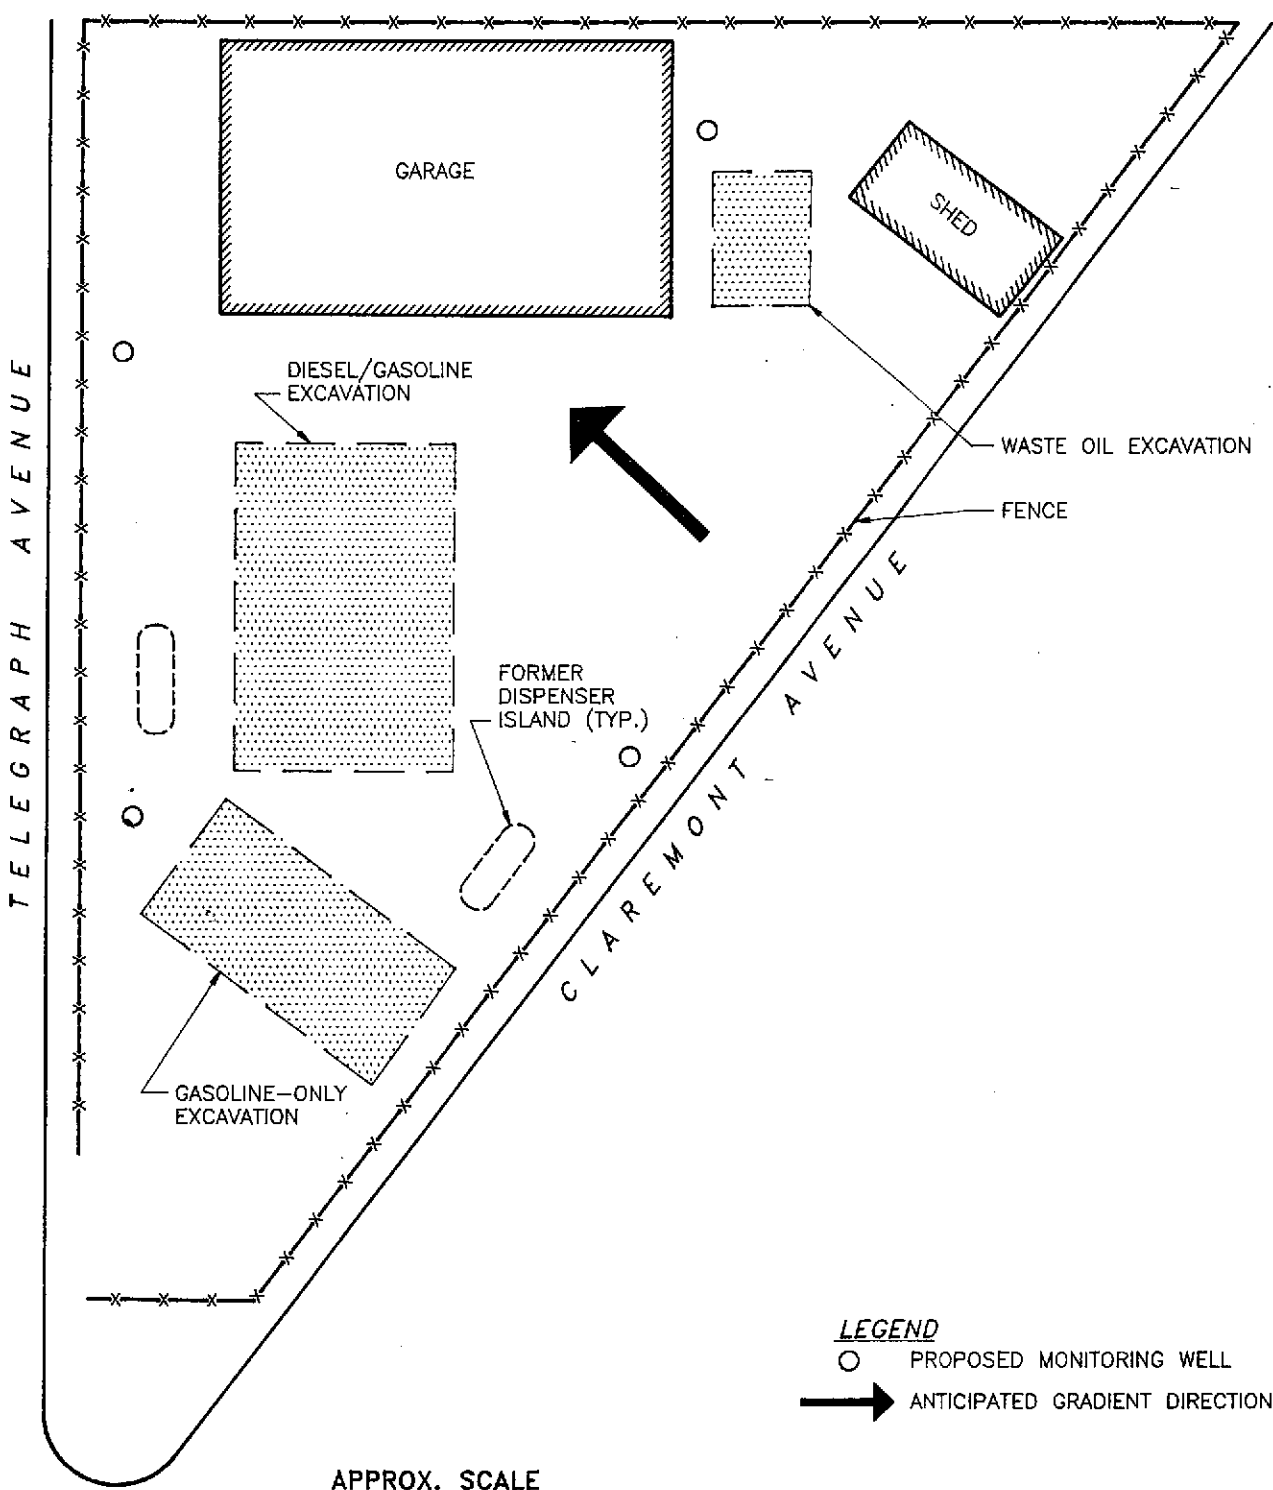 GARAGE
SHED
DIESEL/GASOLINE
EXCAVATION
WASTE OIL EXCAVATION
FENCE
TELEGRAPH AVENUE
FORMER
DISPENSER
ISLAND (TYP.)
CLAREMONT AVENUE
GASOLINE-ONLY
EXCAVATION
LEGEND
PROPOSED MONITORING WELL
ANTICIPATED GRADIENT DIRECTION
APPROX. SCALE